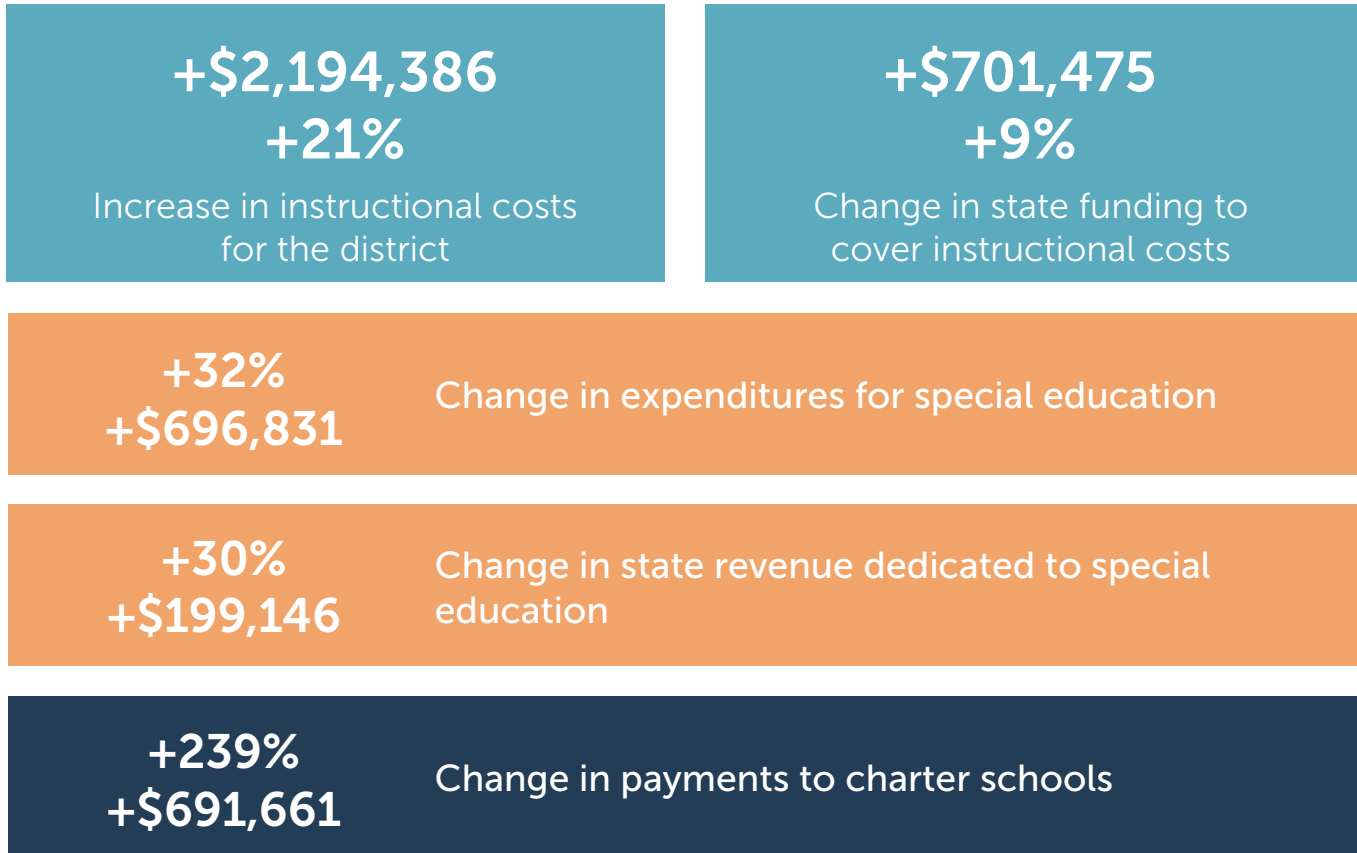 +$2,194,386
+21%
Increase in instructional costs
for the district
+$701,475
+9%
Change in state funding to
cover instructional costs
+32%
+$696,831
Change in expenditures for special education
+30%
+$199,146
Change in state revenue dedicated to special
education
+239%
+$691,661
Change in payments to charter schools